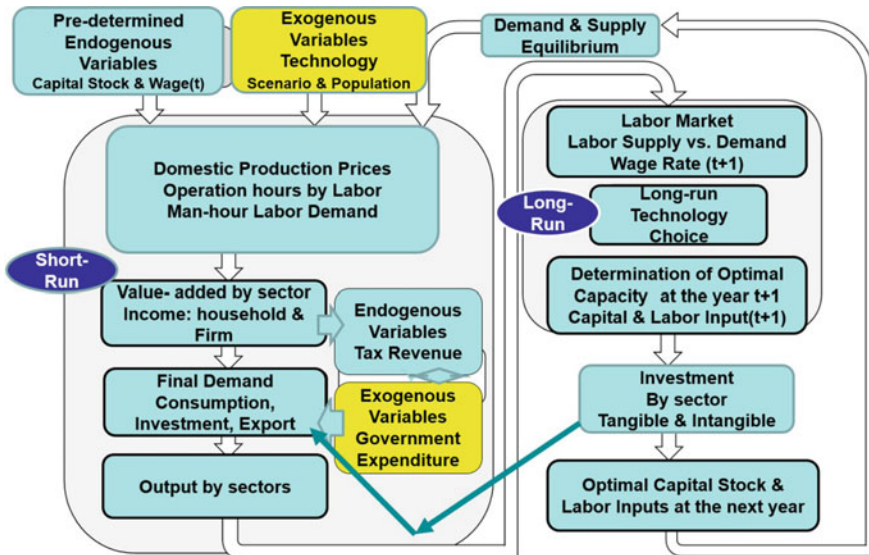 Pre-determined
Endogenous
Variables
Capital Stock & Wage(t)
Exogenous
Variables
Technology
Scenario & Population
Demand & Supply
Equilibrium
Domestic Production Prices
Operation hours by Labor
Man-hour Labor Demand
Short-
Run
Value- added by sector
Income: household &
Firm
Endogenous
Variables
Tax Revenue
Final Demand
Consumption,
Investment, Export
Exogenous
Variables
Government
Expenditure
Output by sectors
Labor Market
Labor Supply vs. Demand
Wage Rate (t+1)
Long-
Run
Long-run
Technology
Choice
Determination of Optimal
Capacity at the year t+1
Capital & Labor Input(t+1)
Investment
By sector
Tangible & Intangible
Optimal Capital Stock &
Labor Inputs at the next year